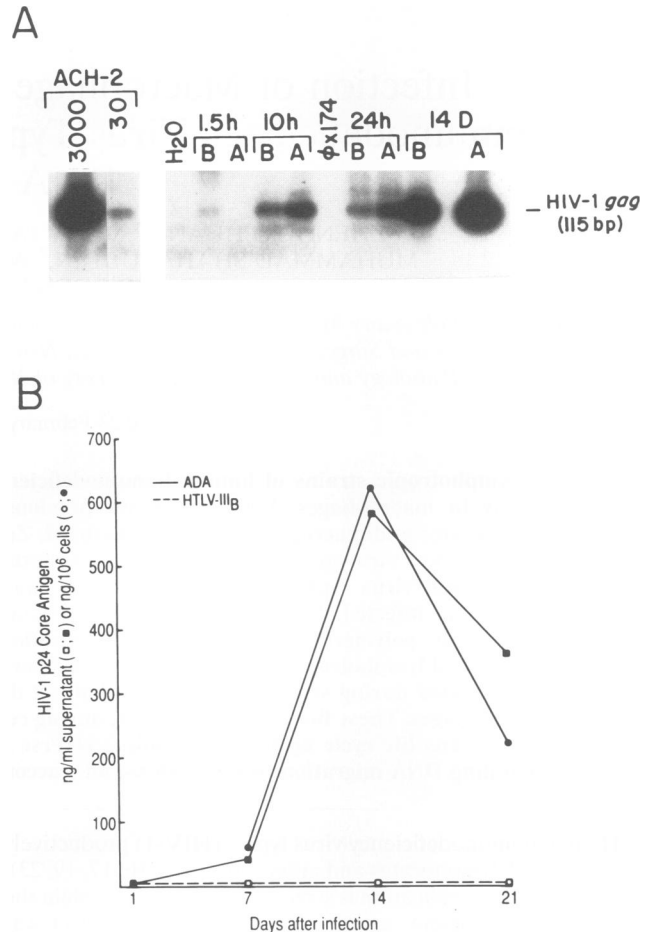 A
ACH-2
3000 30 H₂O 1.5h 10h φx174 24h 14 D
B A B A B A B A
HIV-1 gag
(115 bp)
B
HIV-1 p24 Core Antigen
ng/ml supernatant (□;■) or ng/10⁶ cells (○;●)
700
600
500
400
300
200
100
ADA
HTLV-IIIB
1 7 14 21
Days after infection